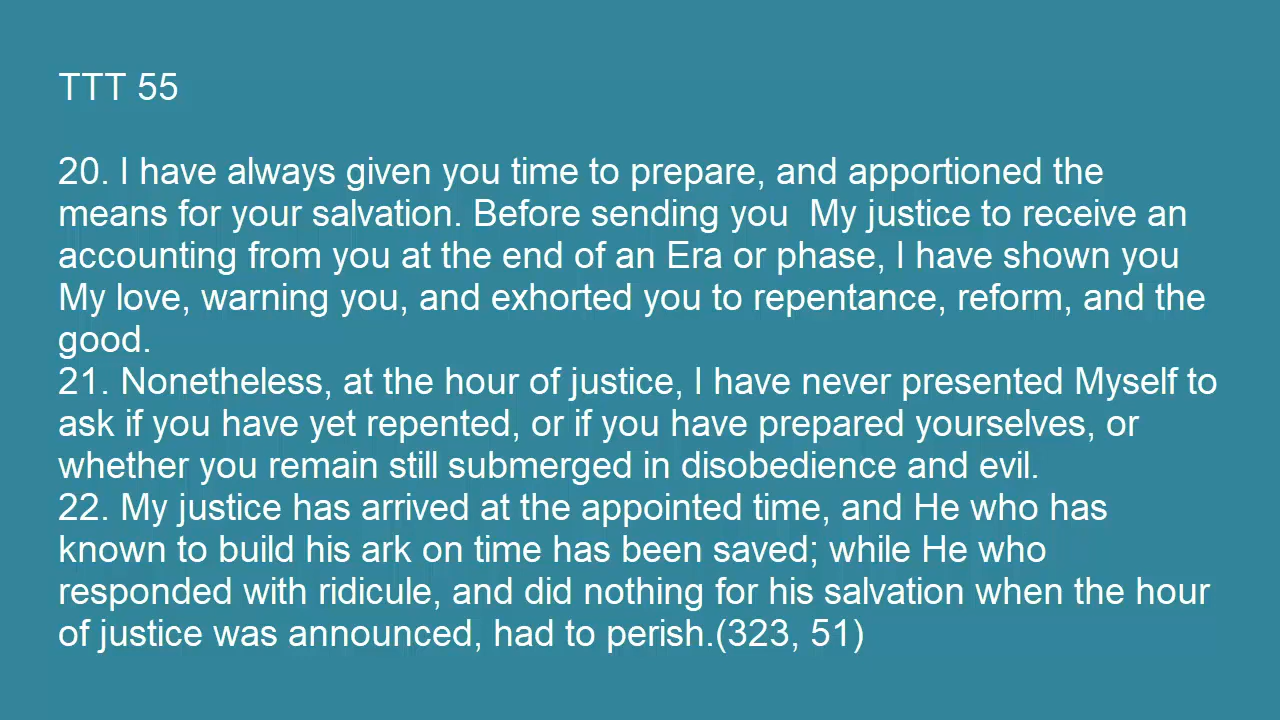 TTT 55
20. I have always given you time to prepare, and apportioned the
means for your salvation. Before sending you  My justice to receive an
accounting from you at the end of an Era or phase, I have shown you
My love, warning you, and exhorted you to repentance, reform, and the
good.
21. Nonetheless, at the hour of justice, I have never presented Myself to
ask if you have yet repented, or if you have prepared yourselves, or
whether you remain still submerged in disobedience and evil.
22. My justice has arrived at the appointed time, and He who has
known to build his ark on time has been saved; while He who
responded with ridicule, and did nothing for his salvation when the hour
of justice was announced, had to perish.(323, 51)